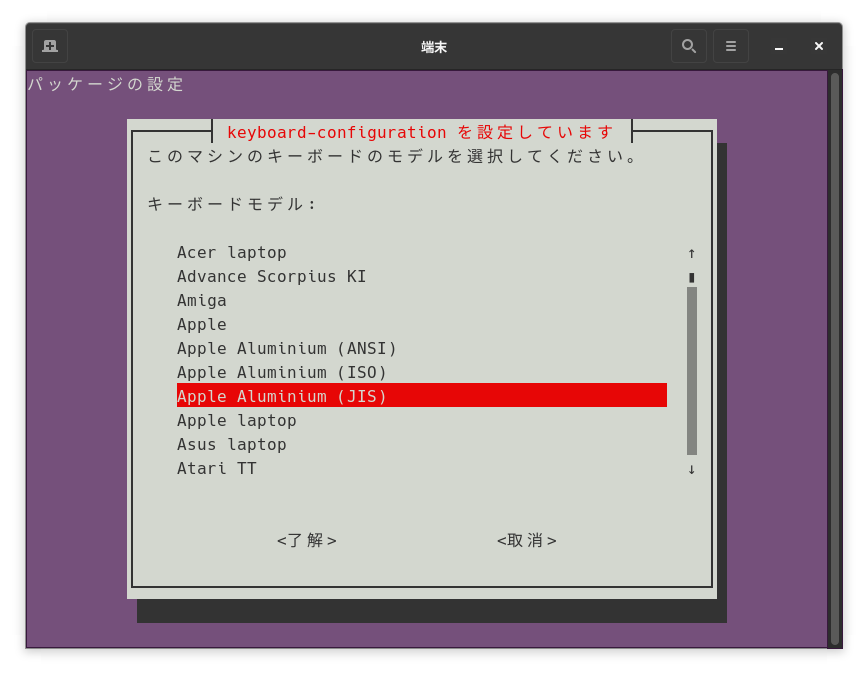 端末
パッケージの設定
keyboard-configuration を設定しています
このマシンのキーボードのモデルを選択してください。
キーボードモデル:
Acer laptop ↑
Advance Scorpius KI
Amiga
Apple
Apple Aluminium (ANSI)
Apple Aluminium (ISO)
Apple Aluminium (JIS)
Apple laptop
Asus laptop
Atari TT ↓
<了解> <取消>